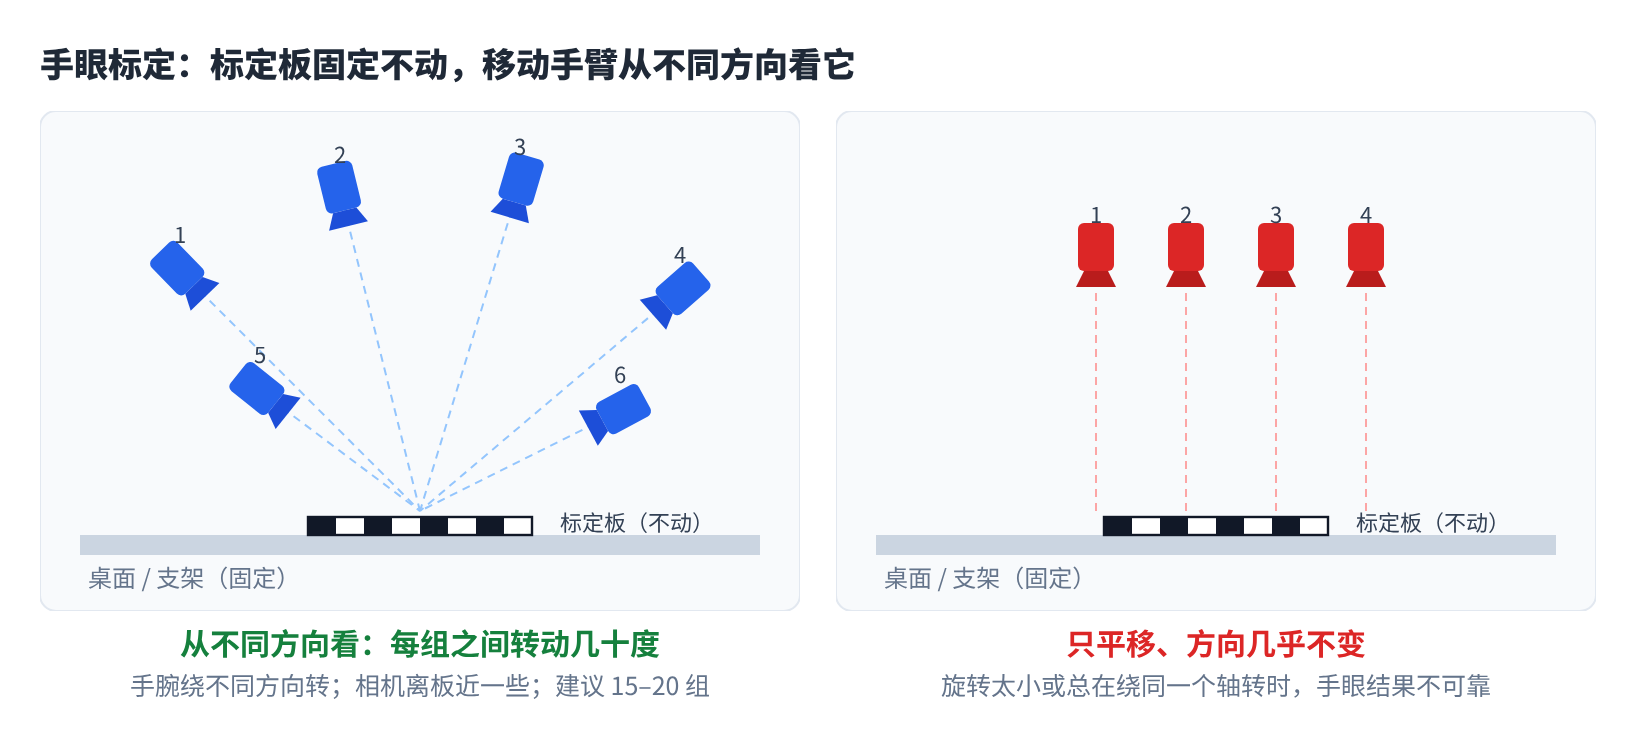 手眼标定：标定板固定不动，移动手臂从不同方向看它
1
2
3
4
5
6
标定板（不动）
桌面 / 支架（固定）
从不同方向看：每组之间转动几十度
手腕绕不同方向转；相机离板近一些；建议 15–20 组
1
2
3
4
标定板（不动）
桌面 / 支架（固定）
只平移、方向几乎不变
旋转太小或总在绕同一个轴转时，手眼结果不可靠